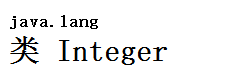 java.lang
类 Integer